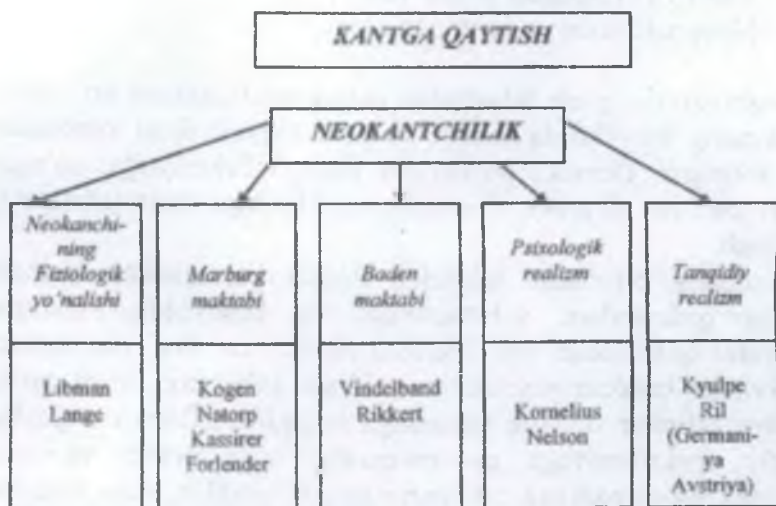 KANTGA QAYTISH
NEOKANTCHILIK
Neokanchi-
ning
Fiziologik
yo'nalishi
Marburg
maktabi
Baden
maktabi
Psixologik
realizm
Tanqidiy
realizm
Libman
Lange
Kogen
Natorp
Kassirer
Forlender
Vindelband
Rikkert
Kornelius
Nelson
Kyulpe
Ril
(Germani-
ya
Avstriya)